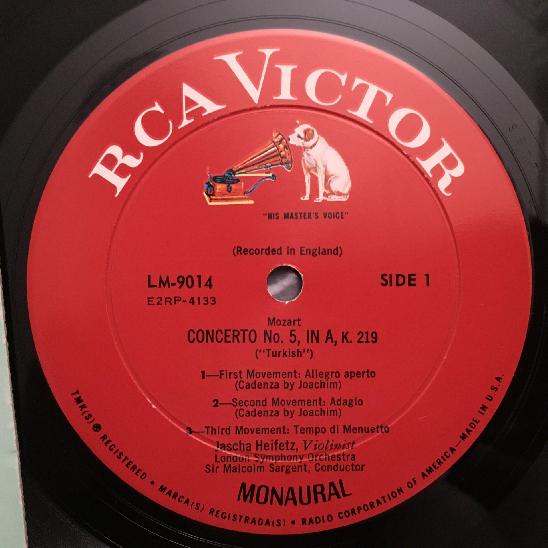 RCA VICTOR
"HIS MASTER'S VOICE"
(Recorded in England)
LM-9014
SIDE 1
E2RP-4133
Mozart
CONCERTO No. 5, IN A, K. 219
("Turkish")
1—First Movement: Allegro aperto
(Cadenza by Joachim)
2—Second Movement: Adagio
(Cadenza by Joachim)
3—Third Movement: Tempo di Menuetto
Jascha Heifetz, Violinist
London Symphony Orchestra
Sir Malcolm Sargent, Conductor
MONAURAL
TMK(S) ® REGISTERED • MARCA(S) REGISTRADA(S) • RADIO CORPORATION OF AMERICA—MADE IN U.S.A.